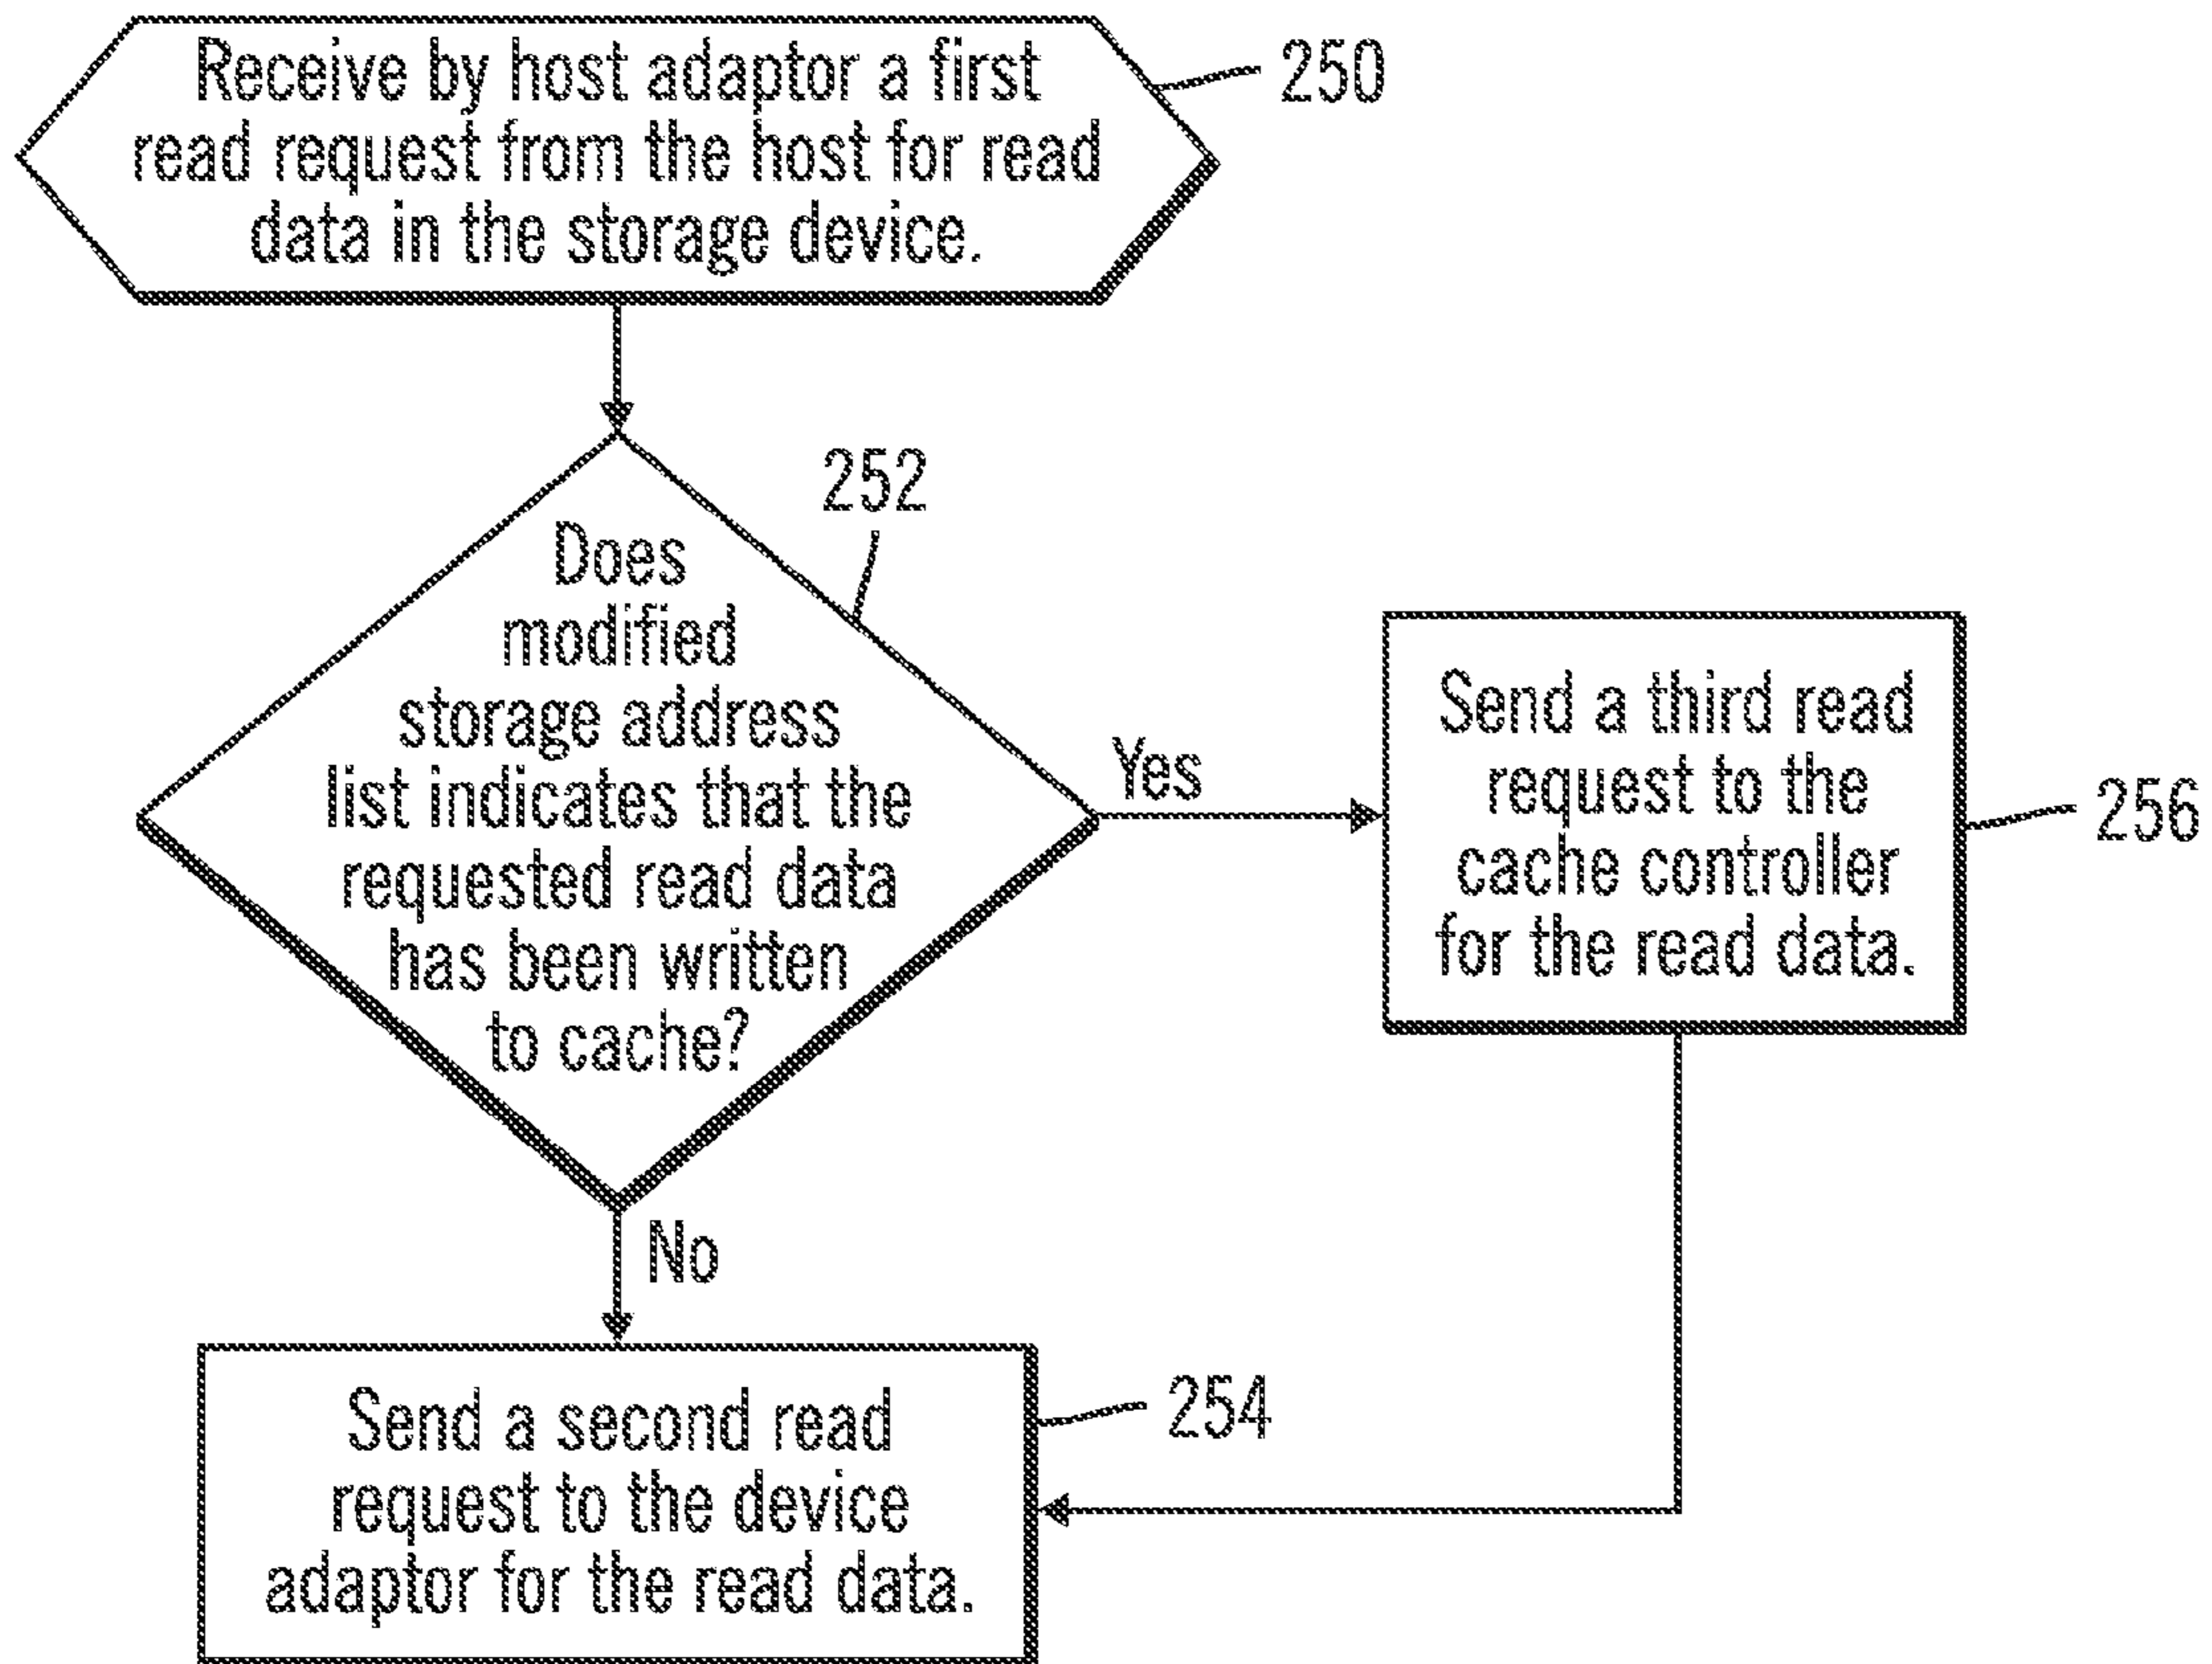 Receive by host adaptor a first
read request from the host for read
data in the storage device.
250
252
Does
modified
storage address
list indicates that the
requested read data
has been written
to cache?
Yes
Send a third read
request to the
cache controller
for the read data.
256
No
Send a second read
request to the device
adaptor for the read data.
254